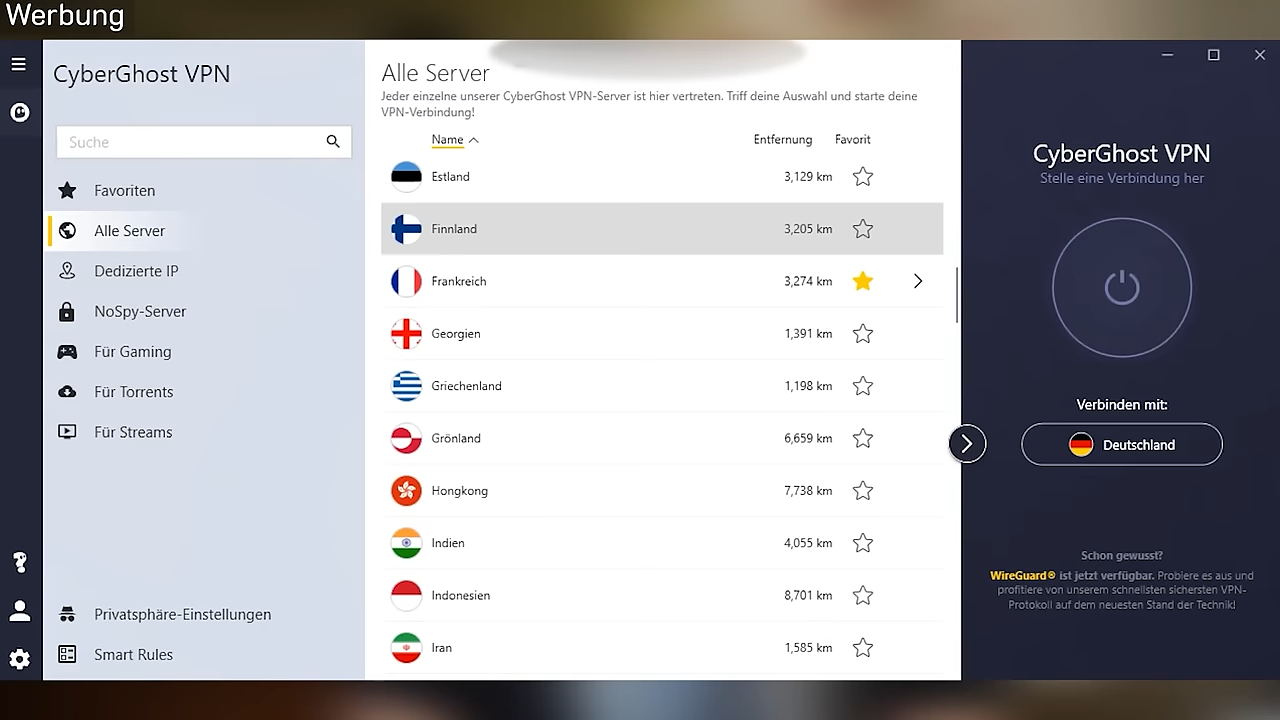 Werbung
CyberGhost VPN
Suche
Favoriten
Alle Server
Dedizierte IP
NoSpy-Server
Für Gaming
Für Torrents
Für Streams
Privatsphäre-Einstellungen
Smart Rules
Alle Server
Jeder einzelne unserer CyberGhost VPN-Server ist hier vertreten. Triff deine Auswahl und starte deine
VPN-Verbindung!
Name Entfernung Favorit
Estland 3,129 km
Finnland 3,205 km
Frankreich 3,274 km
Georgien 1,391 km
Griechenland 1,198 km
Grönland 6,659 km
Hongkong 7,738 km
Indien 4,055 km
Indonesien 8,701 km
Iran 1,585 km
CyberGhost VPN
Stelle eine Verbindung her
Verbinden mit:
Deutschland
Schon gewusst?
WireGuard® ist jetzt verfügbar. Probiere es aus und
profitiere von unserem schnellsten sichersten VPN-
Protokoll auf dem neuesten Stand der Technik!